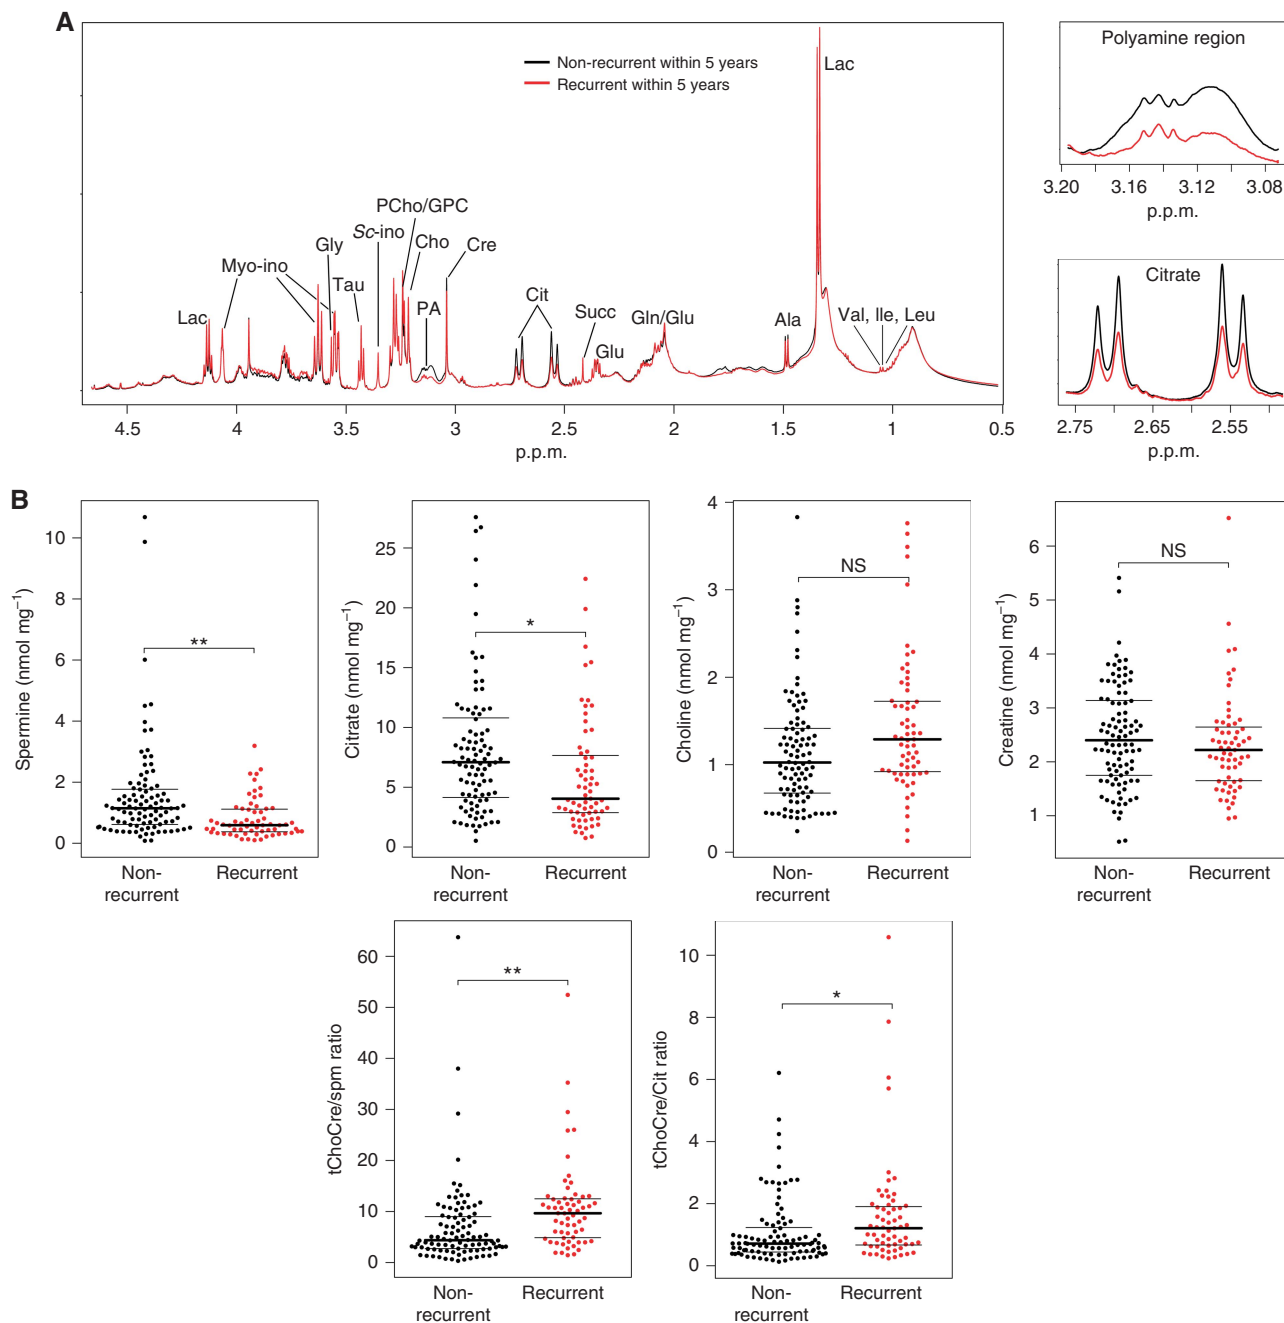 A
Non-recurrent within 5 years
Recurrent within 5 years
Lac
PCho/GPC
Sc-ino
Gly
Cho
Cre
Myo-ino
Tau
PA
Cit
Succ
Gln/Glu
Lac
Glu
Ala
Val, Ile, Leu
4.5 4 3.5 3 2.5 2 1.5 1 0.5
p.p.m.
Polyamine region
3.20 3.16 3.12 3.08
p.p.m.
Citrate
2.75 2.65 2.55
p.p.m.
B
Spermine (nmol mg−1)
10
8
6
4
2
0
**
Non-
recurrent
Recurrent
Citrate (nmol mg−1)
25
20
15
10
5
0
*
Non-
recurrent
Recurrent
Choline (nmol mg−1)
4
3
2
1
0
NS
Non-
recurrent
Recurrent
Creatine (nmol mg−1)
6
5
4
3
2
1
NS
Non-
recurrent
Recurrent
tChoCre/spm ratio
60
50
40
30
20
10
0
**
Non-
recurrent
Recurrent
tChoCre/Cit ratio
10
8
6
4
2
0
*
Non-
recurrent
Recurrent